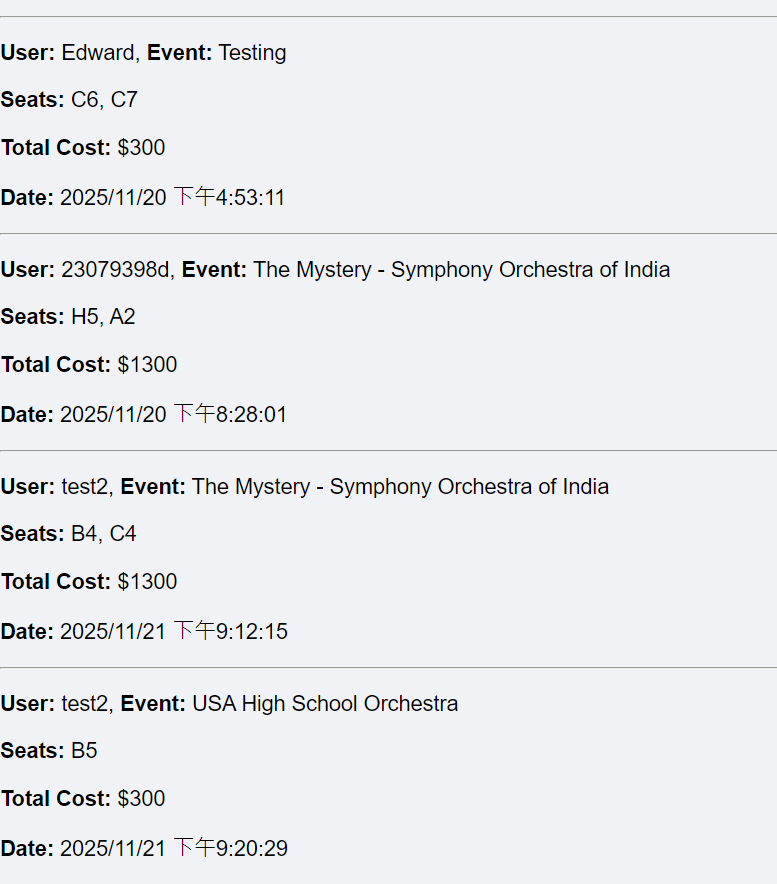 User: Edward, Event: Testing
Seats: C6, C7
Total Cost: $300
Date: 2025/11/20 下午4:53:11
User: 23079398d, Event: The Mystery - Symphony Orchestra of India
Seats: H5, A2
Total Cost: $1300
Date: 2025/11/20 下午8:28:01
User: test2, Event: The Mystery - Symphony Orchestra of India
Seats: B4, C4
Total Cost: $1300
Date: 2025/11/21 下午9:12:15
User: test2, Event: USA High School Orchestra
Seats: B5
Total Cost: $300
Date: 2025/11/21 下午9:20:29